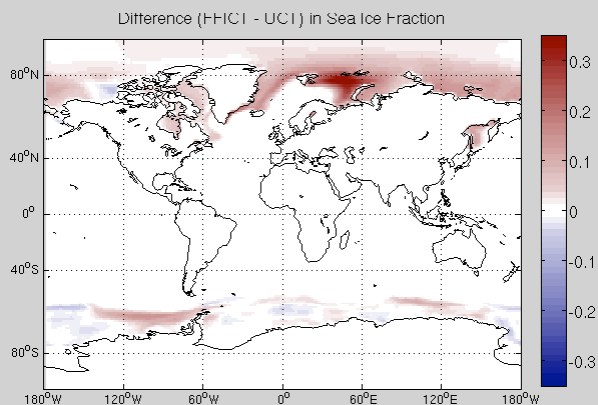 Difference (FFICT - UCT) in Sea Ice Fraction
80°N
40°N
0°
40°S
80°S
180°W
120°W
60°W
0°
60°E
120°E
180°W
0.3
0.2
0.1
0
-0.1
-0.2
-0.3